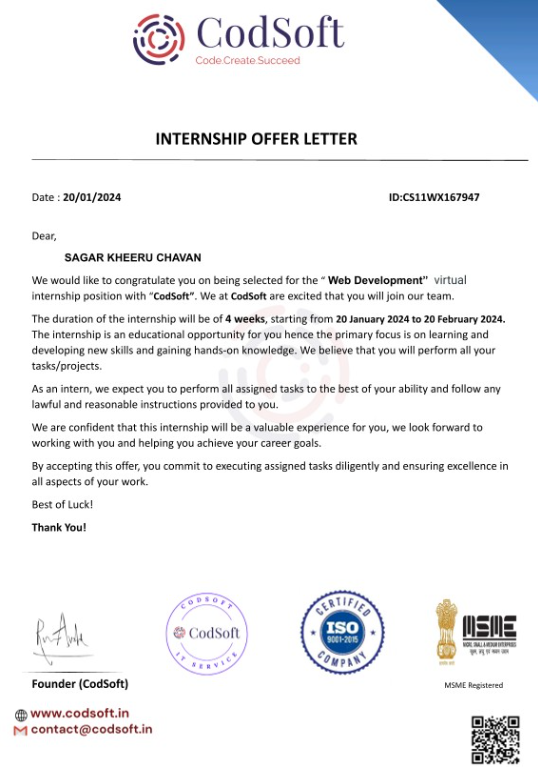 CodSoft
Code.Create.Succeed
INTERNSHIP OFFER LETTER
Date : 20/01/2024 ID:CS11WX167947
Dear,
SAGAR KHEERU CHAVAN
We would like to congratulate you on being selected for the “ Web Development" virtual
internship position with “CodSoft”. We at CodSoft are excited that you will join our team.
The duration of the internship will be of 4 weeks, starting from 20 January 2024 to 20 February 2024.
The internship is an educational opportunity for you hence the primary focus is on learning and
developing new skills and gaining hands-on knowledge. We believe that you will perform all your
tasks/projects.
As an intern, we expect you to perform all assigned tasks to the best of your ability and follow any
lawful and reasonable instructions provided to you.
We are confident that this internship will be a valuable experience for you, we look forward to
working with you and helping you achieve your career goals.
By accepting this offer, you commit to executing assigned tasks diligently and ensuring excellence in
all aspects of your work.
Best of Luck!
Thank You!
CODSOFT
CodSoft
IT SERVICE
CERTIFIED
ISO
9001-2015
COMPANY
MSME
MICRO, SMALL & MEDIUM ENTERPRISES
सूक्ष्म, लघु एवं मध्यम उद्यम
Founder (CodSoft)
MSME Registered
www.codsoft.in
contact@codsoft.in